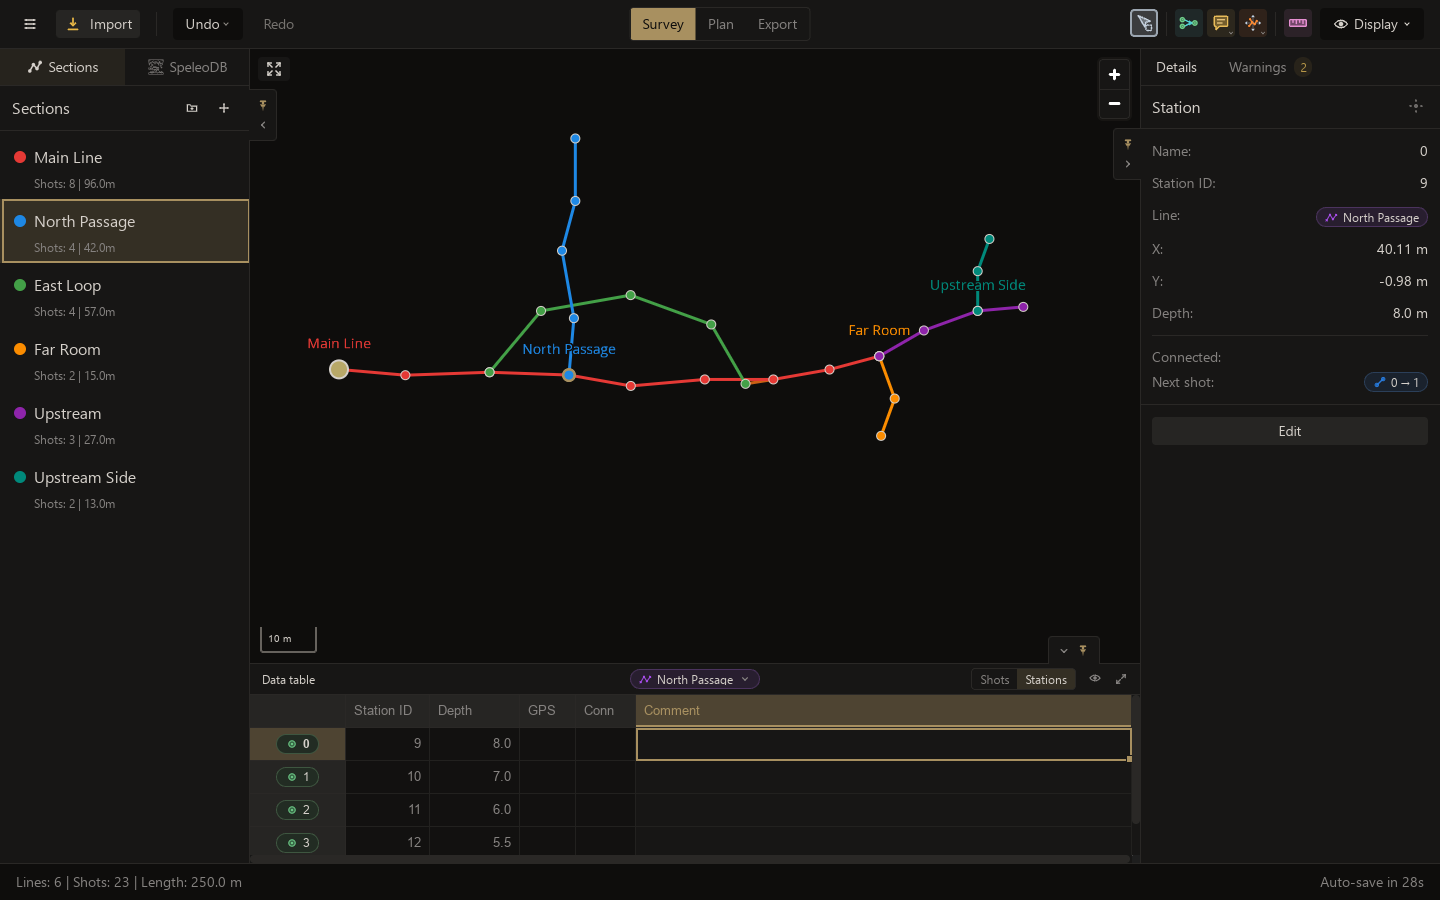 Import
Undo
Redo
Survey
Plan
Export
Display
Sections
SpeleoDB
Details
Warnings 2
Sections
Station
Main Line
Shots: 8 | 96.0m
North Passage
Shots: 4 | 42.0m
East Loop
Shots: 4 | 57.0m
Far Room
Shots: 2 | 15.0m
Upstream
Shots: 3 | 27.0m
Upstream Side
Shots: 2 | 13.0m
Main Line
North Passage
Far Room
Upstream Side
10 m
Name: 0
Station ID: 9
Line: North Passage
X: 40.11 m
Y: -0.98 m
Depth: 8.0 m
Connected:
Next shot: 0 → 1
Edit
Data table
North Passage
Shots
Stations
Station ID Depth GPS Conn Comment
0 9 8.0
1 10 7.0
2 11 6.0
3 12 5.5
Lines: 6 | Shots: 23 | Length: 250.0 m
Auto-save in 28s